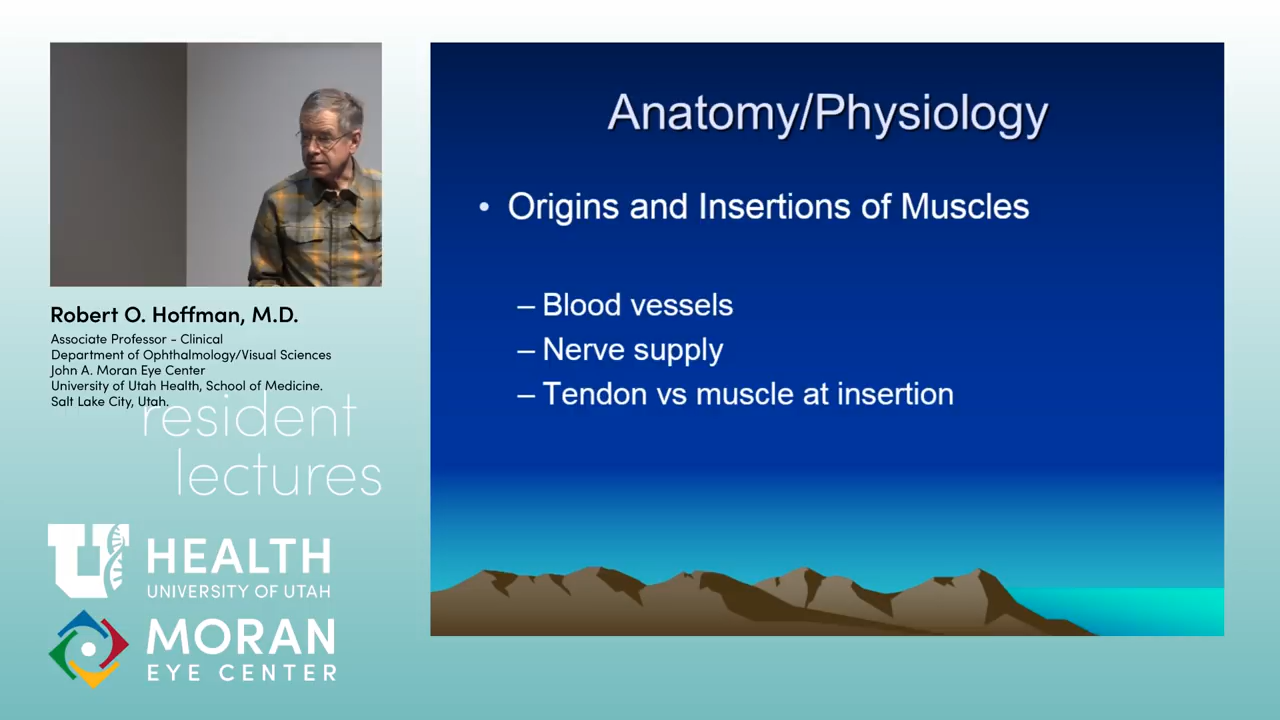 Anatomy/Physiology
• Origins and Insertions of Muscles
– Blood vessels
– Nerve supply
– Tendon vs muscle at insertion
Robert O. Hoffman, M.D.
Associate Professor - Clinical
Department of Ophthalmology/Visual Sciences
John A. Moran Eye Center
University of Utah Health, School of Medicine.
Salt Lake City, Utah.
resident
lectures
U HEALTH
UNIVERSITY OF UTAH
MORAN
EYE CENTER